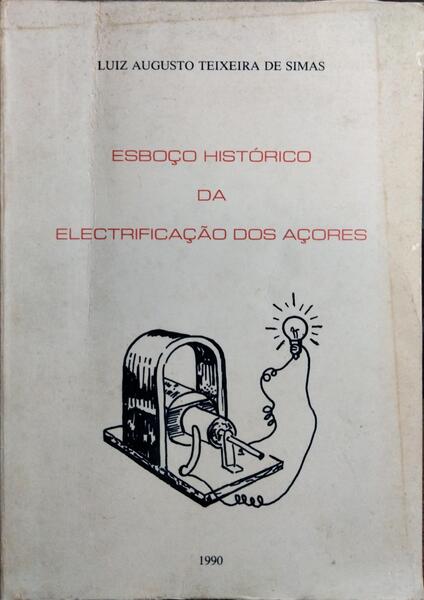 LUIZ AUGUSTO TEIXEIRA DE SIMAS
ESBOÇO HISTÓRICO
DA
ELECTRIFICAÇÃO DOS AÇORES
1990